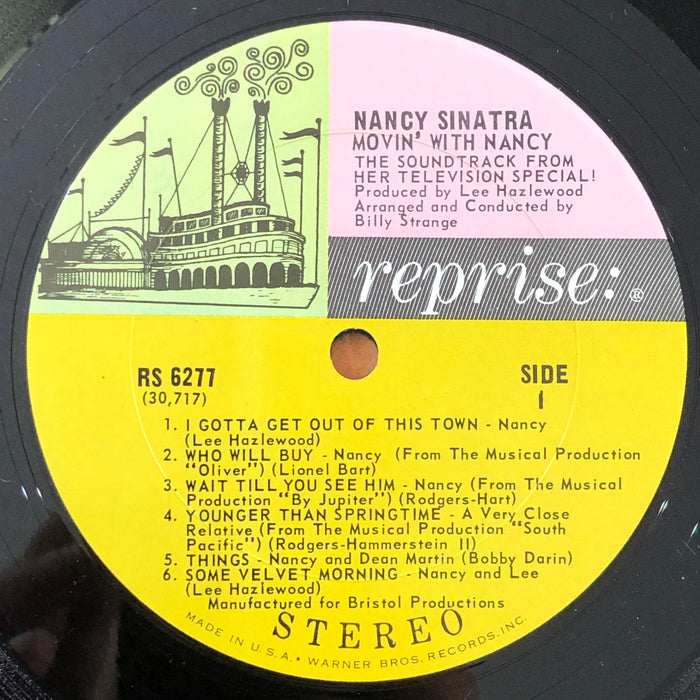 NANCY SINATRA
MOVIN' WITH NANCY
THE SOUNDTRACK FROM
HER TELEVISION SPECIAL!
Produced by Lee Hazlewood
Arranged and Conducted by
Billy Strange
reprise: ®
RS 6277
(30,717)
SIDE
1
1. I GOTTA GET OUT OF THIS TOWN - Nancy
(Lee Hazlewood)
2. WHO WILL BUY - Nancy (From The Musical Production
"Oliver") (Lionel Bart)
3. WAIT TILL YOU SEE HIM - Nancy (From The Musical
Production "By Jupiter") (Rodgers-Hart)
4. YOUNGER THAN SPRINGTIME - A Very Close
Relative (From The Musical Production "South
Pacific") (Rodgers-Hammerstein II)
5. THINGS - Nancy and Dean Martin (Bobby Darin)
6. SOME VELVET MORNING - Nancy and Lee
(Lee Hazlewood)
Manufactured for Bristol Productions
STEREO
MADE IN U.S.A. • WARNER BROS. RECORDS, INC.